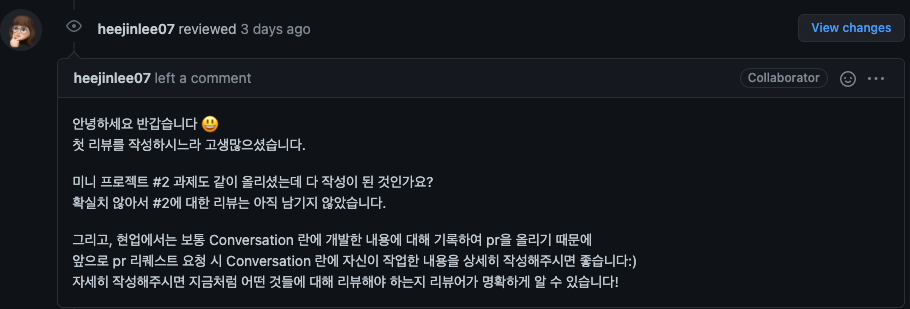 heejinlee07 reviewed 3 days ago
View changes
heejinlee07 left a comment
Collaborator
안녕하세요 반갑습니다 😃
첫 리뷰를 작성하시느라 고생많으셨습니다.
미니 프로젝트 #2 과제도 같이 올리셨는데 다 작성이 된 것인가요?
확실치 않아서 #2에 대한 리뷰는 아직 남기지 않았습니다.
그리고, 현업에서는 보통 Conversation 란에 개발한 내용에 대해 기록하여 pr을 올리기 때문에
앞으로 pr 리퀘스트 요청 시 Conversation 란에 자신이 작업한 내용을 상세히 작성해주시면 좋습니다:)
자세히 작성해주시면 지금처럼 어떤 것들에 대해 리뷰해야 하는지 리뷰어가 명확하게 알 수 있습니다!